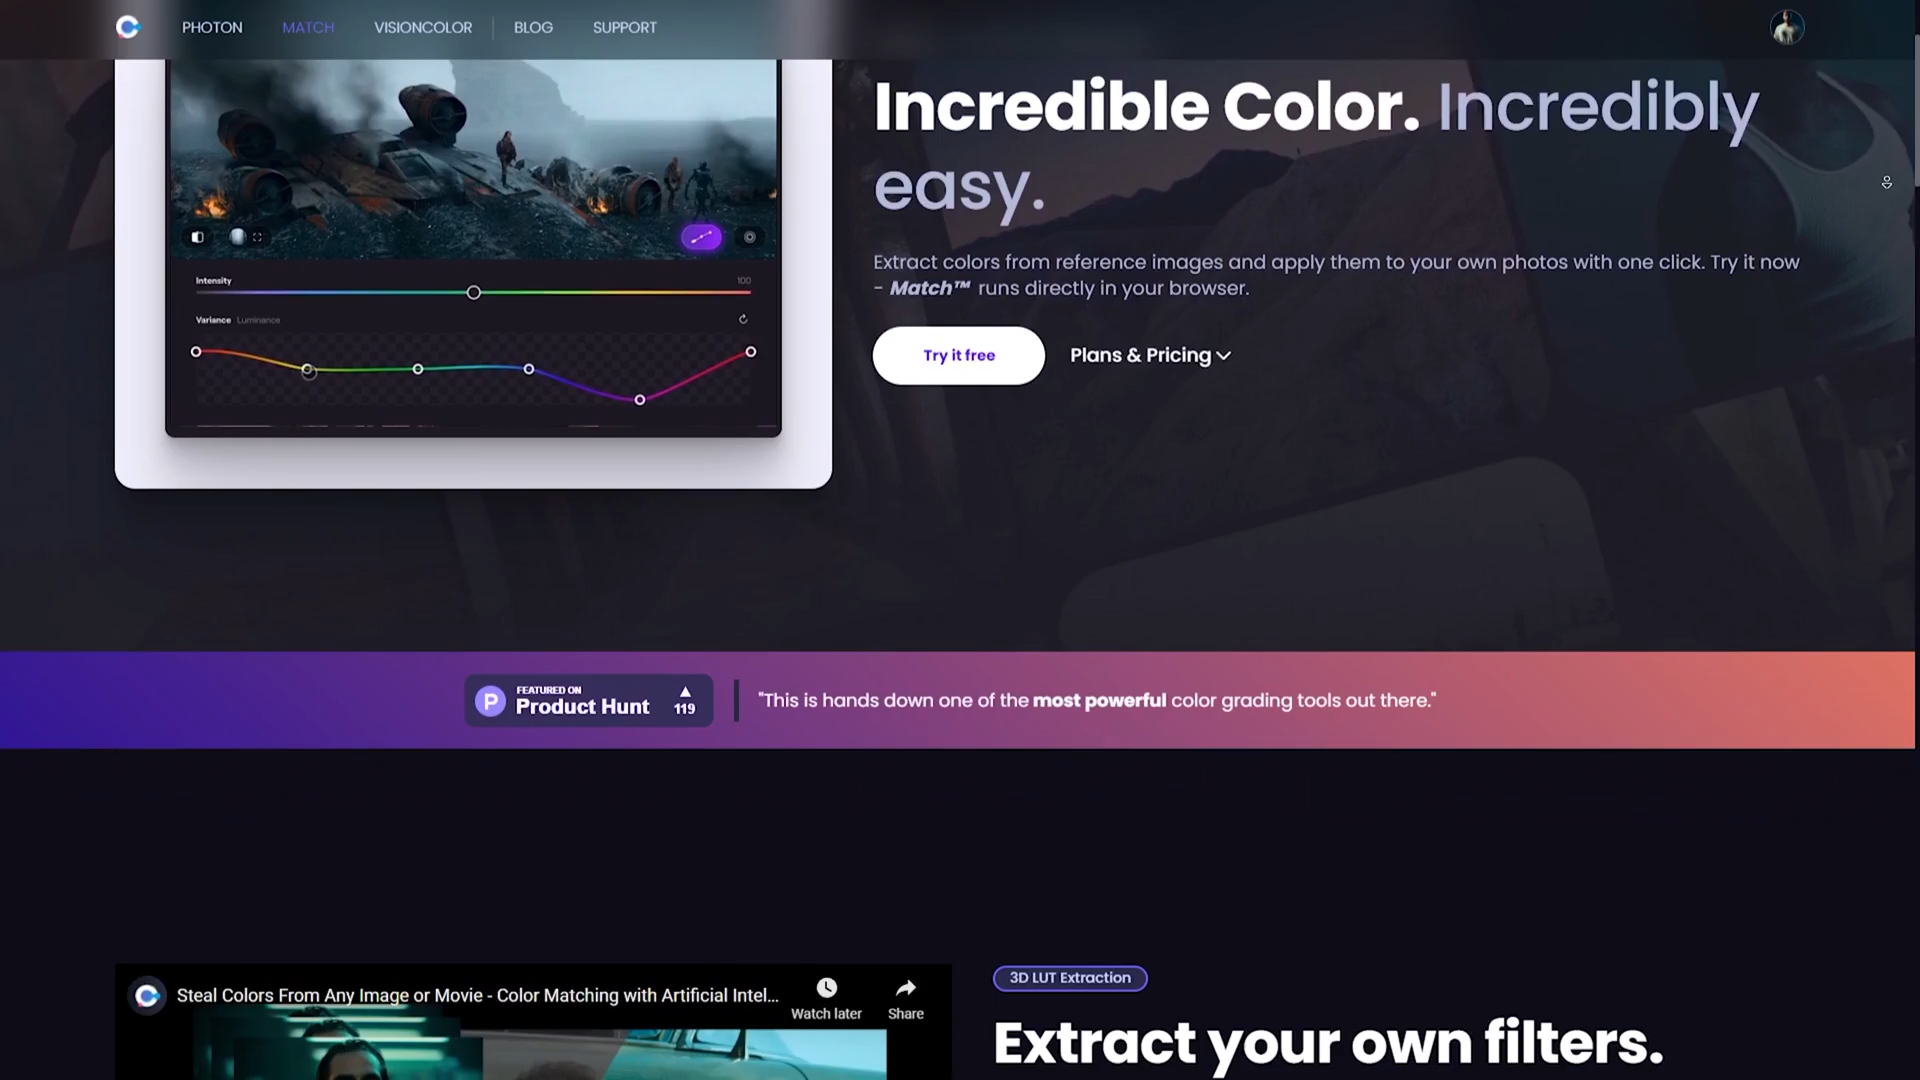 PHOTON
MATCH
VISIONCOLOR
BLOG
SUPPORT
Incredible Color. Incredibly
easy.
Extract colors from reference images and apply them to your own photos with one click. Try it now
- Match™ runs directly in your browser.
Try it free
Plans & Pricing
Intensity
100
Variance Luminance
FEATURED ON
Product Hunt
119
"This is hands down one of the most powerful color grading tools out there."
Steal Colors From Any Image or Movie - Color Matching with Artificial Intel...
Watch later
Share
3D LUT Extraction
Extract your own filters.